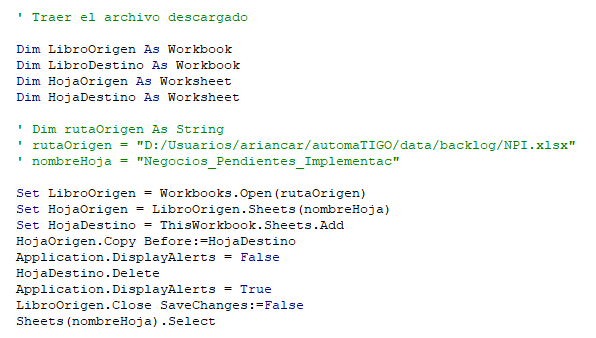 ' Traer el archivo descargado
Dim LibroOrigen As Workbook
Dim LibroDestino As Workbook
Dim HojaOrigen As Worksheet
Dim HojaDestino As Worksheet
' Dim rutaOrigen As String
' rutaOrigen = "D:/Usuarios/ariancar/automaTIGO/data/backlog/NPI.xlsx"
' nombreHoja = "Negocios_Pendientes_Implementac"
Set LibroOrigen = Workbooks.Open(rutaOrigen)
Set HojaOrigen = LibroOrigen.Sheets(nombreHoja)
Set HojaDestino = ThisWorkbook.Sheets.Add
HojaOrigen.Copy Before:=HojaDestino
Application.DisplayAlerts = False
HojaDestino.Delete
Application.DisplayAlerts = True
LibroOrigen.Close SaveChanges:=False
Sheets(nombreHoja).Select